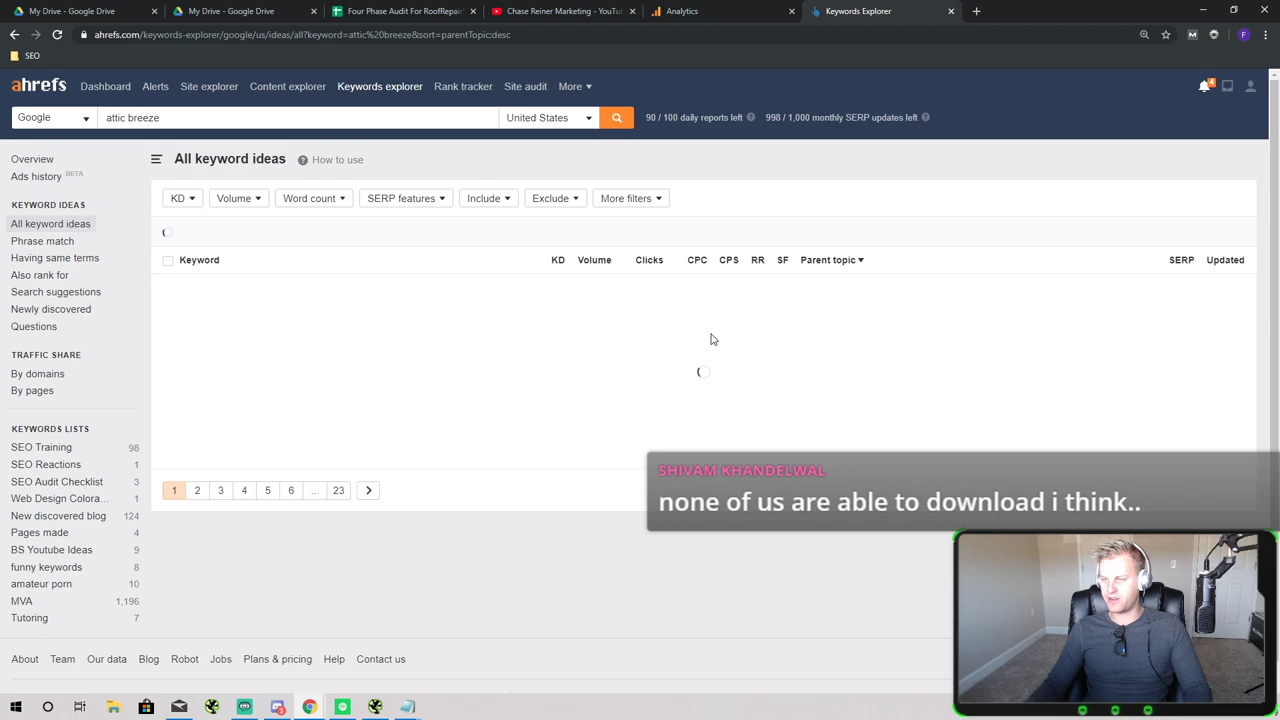 My Drive - Google Drive
My Drive - Google Drive
Four Phase Audit For RoofRepair
Chase Reiner Marketing - YouTu
Analytics
Keywords Explorer
ahrefs.com/keywords-explorer/google/us/ideas/all?keyword=attic%20breeze&sort=parentTopic:desc
SEO
ahrefs
Dashboard
Alerts
Site explorer
Content explorer
Keywords explorer
Rank tracker
Site audit
More
4
Google
attic breeze
United States
90 / 100 daily reports left
998 / 1,000 monthly SERP updates left
Overview
Ads history BETA
KEYWORD IDEAS
All keyword ideas
Phrase match
Having same terms
Also rank for
Search suggestions
Newly discovered
Questions
TRAFFIC SHARE
By domains
By pages
KEYWORDS LISTS
SEO Training 98
SEO Reactions 1
SEO Audit Checklist 3
Web Design Colora... 1
New discovered blog 124
Pages made 4
BS Youtube Ideas 9
funny keywords 8
amateur porn 10
MVA 1,196
Tutoring 7
All keyword ideas
How to use
KD
Volume
Word count
SERP features
Include
Exclude
More filters
Keyword
KD
Volume
Clicks
CPC
CPS
RR
SF
Parent topic
SERP
Updated
1 2 3 4 5 6 ... 23
SHIVAM KHANDELWAL
none of us are able to download i think..
About
Team
Our data
Blog
Robot
Jobs
Plans & pricing
Help
Contact us